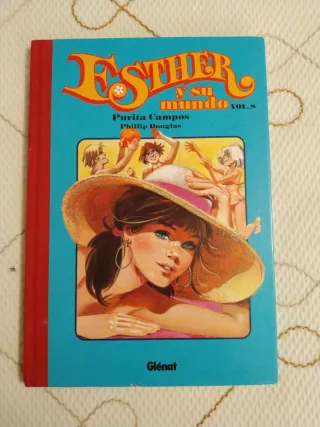 ESTHER
y su
mundo VOL. 8
Purita Campos
Phillip Douglas
Glénat